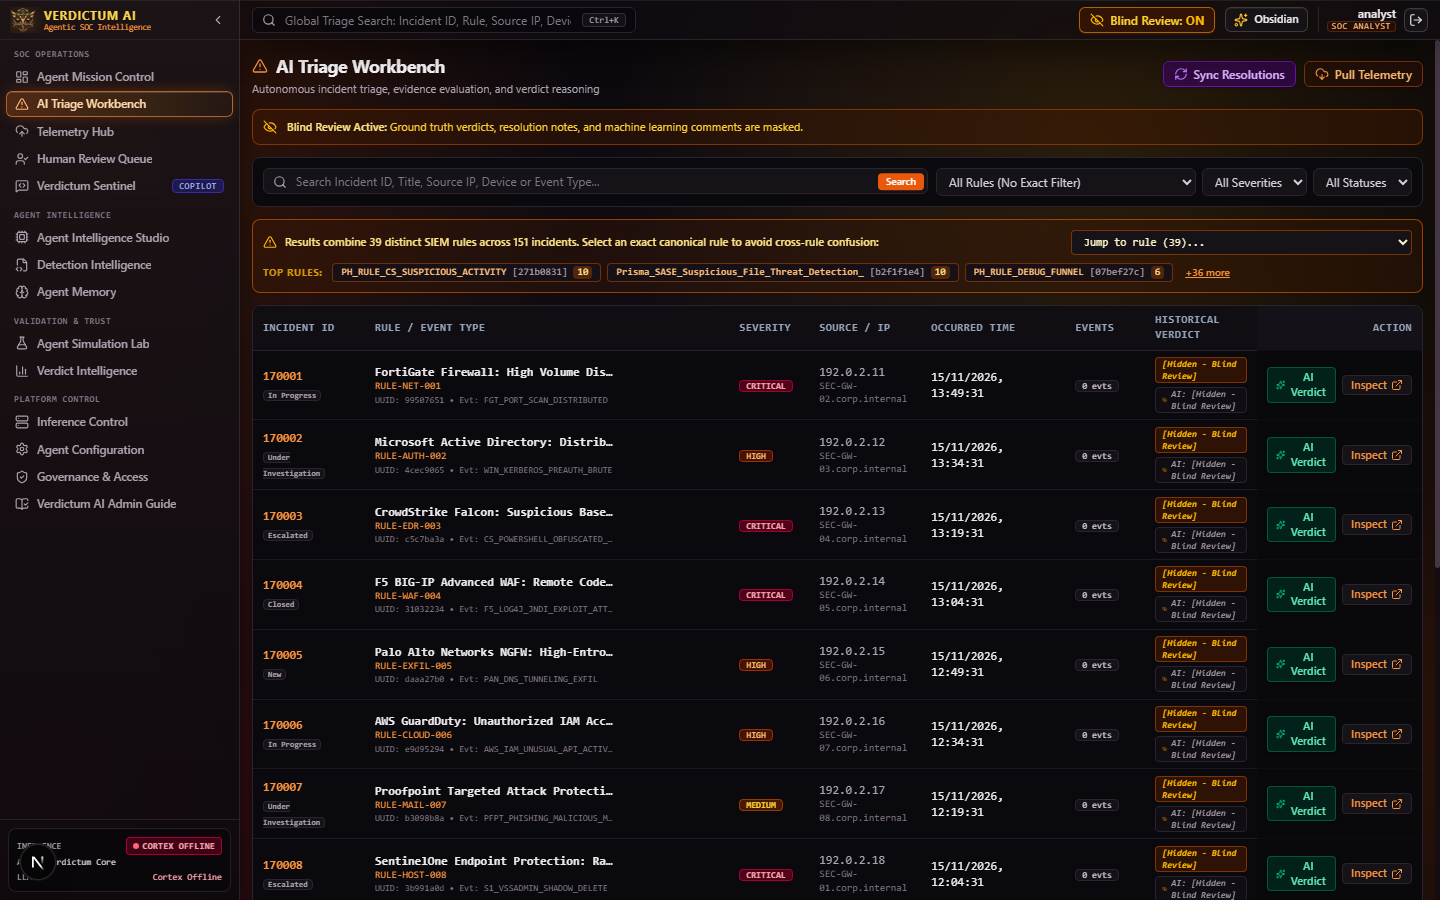 VERDICTUM AI
Agentic SOC Intelligence
Global Triage Search: Incident ID, Rule, Source IP, Devi
Ctrl+K
Blind Review: ON
Obsidian
analyst
SOC ANALYST
SOC OPERATIONS
Agent Mission Control
AI Triage Workbench
Telemetry Hub
Human Review Queue
Verdictum Sentinel
COPILOT
AGENT INTELLIGENCE
Agent Intelligence Studio
Detection Intelligence
Agent Memory
VALIDATION & TRUST
Agent Simulation Lab
Verdict Intelligence
PLATFORM CONTROL
Inference Control
Agent Configuration
Governance & Access
Verdictum AI Admin Guide
CORTEX OFFLINE
N
rdictum Core
Cortex Offline
AI Triage Workbench
Autonomous incident triage, evidence evaluation, and verdict reasoning
Sync Resolutions
Pull Telemetry
Blind Review Active: Ground truth verdicts, resolution notes, and machine learning comments are masked.
Search Incident ID, Title, Source IP, Device or Event Type...
Search
All Rules (No Exact Filter)
All Severities
All Statuses
Results combine 39 distinct SIEM rules across 151 incidents. Select an exact canonical rule to avoid cross-rule confusion:
Jump to rule (39)...
TOP RULES:
PH_RULE_CS_SUSPICIOUS_ACTIVITY [271b0831] 10
Prisma_SASE_Suspicious_File_Threat_Detection_ [b2f1f1e4] 10
PH_RULE_DEBUG_FUNNEL [07bef27c] 6
+36 more
INCIDENT ID
RULE / EVENT TYPE
SEVERITY
SOURCE / IP
OCCURRED TIME
EVENTS
HISTORICAL
VERDICT
ACTION
170001
In Progress
FortiGate Firewall: High Volume Dis…
RULE-NET-001
UUID: 99507651 • Evt: FGT_PORT_SCAN_DISTRIBUTED
CRITICAL
192.0.2.11
SEC-GW-
02.corp.internal
15/11/2026,
13:49:31
0 evts
[Hidden - Blind
Review]
AI: [Hidden -
Blind Review]
AI
Verdict
Inspect
170002
Under
Investigation
Microsoft Active Directory: Distrib…
RULE-AUTH-002
UUID: 4cec9065 • Evt: WIN_KERBEROS_PREAUTH_BRUTE
HIGH
192.0.2.12
SEC-GW-
03.corp.internal
15/11/2026,
13:34:31
0 evts
[Hidden - Blind
Review]
AI: [Hidden -
Blind Review]
AI
Verdict
Inspect
170003
Escalated
CrowdStrike Falcon: Suspicious Base…
RULE-EDR-003
UUID: c5c7ba3a • Evt: CS_POWERSHELL_OBFUSCATED_…
CRITICAL
192.0.2.13
SEC-GW-
04.corp.internal
15/11/2026,
13:19:31
0 evts
[Hidden - Blind
Review]
AI: [Hidden -
Blind Review]
AI
Verdict
Inspect
170004
Closed
F5 BIG-IP Advanced WAF: Remote Code…
RULE-WAF-004
UUID: 31032234 • Evt: F5_LOG4J_JNDI_EXPLOIT_ATT…
CRITICAL
192.0.2.14
SEC-GW-
05.corp.internal
15/11/2026,
13:04:31
0 evts
[Hidden - Blind
Review]
AI: [Hidden -
Blind Review]
AI
Verdict
Inspect
170005
New
Palo Alto Networks NGFW: High-Entro…
RULE-EXFIL-005
UUID: daaa27b0 • Evt: PAN_DNS_TUNNELING_EXFIL
HIGH
192.0.2.15
SEC-GW-
06.corp.internal
15/11/2026,
12:49:31
0 evts
[Hidden - Blind
Review]
AI: [Hidden -
Blind Review]
AI
Verdict
Inspect
170006
In Progress
AWS GuardDuty: Unauthorized IAM Acc…
RULE-CLOUD-006
UUID: e9d95294 • Evt: AWS_IAM_UNUSUAL_API_ACTIV…
HIGH
192.0.2.16
SEC-GW-
07.corp.internal
15/11/2026,
12:34:31
0 evts
[Hidden - Blind
Review]
AI: [Hidden -
Blind Review]
AI
Verdict
Inspect
170007
Under
Investigation
Proofpoint Targeted Attack Protecti…
RULE-MAIL-007
UUID: b3098b8a • Evt: PFPT_PHISHING_MALICIOUS_M…
MEDIUM
192.0.2.17
SEC-GW-
08.corp.internal
15/11/2026,
12:19:31
0 evts
[Hidden - Blind
Review]
AI: [Hidden -
Blind Review]
AI
Verdict
Inspect
170008
Escalated
SentinelOne Endpoint Protection: Ra…
RULE-HOST-008
UUID: 3b991a0d • Evt: S1_VSSADMIN_SHADOW_DELETE
CRITICAL
192.0.2.18
SEC-GW-
01.corp.internal
15/11/2026,
12:04:31
0 evts
[Hidden - Blind
Review]
AI: [Hidden -
Blind Review]
AI
Verdict
Inspect